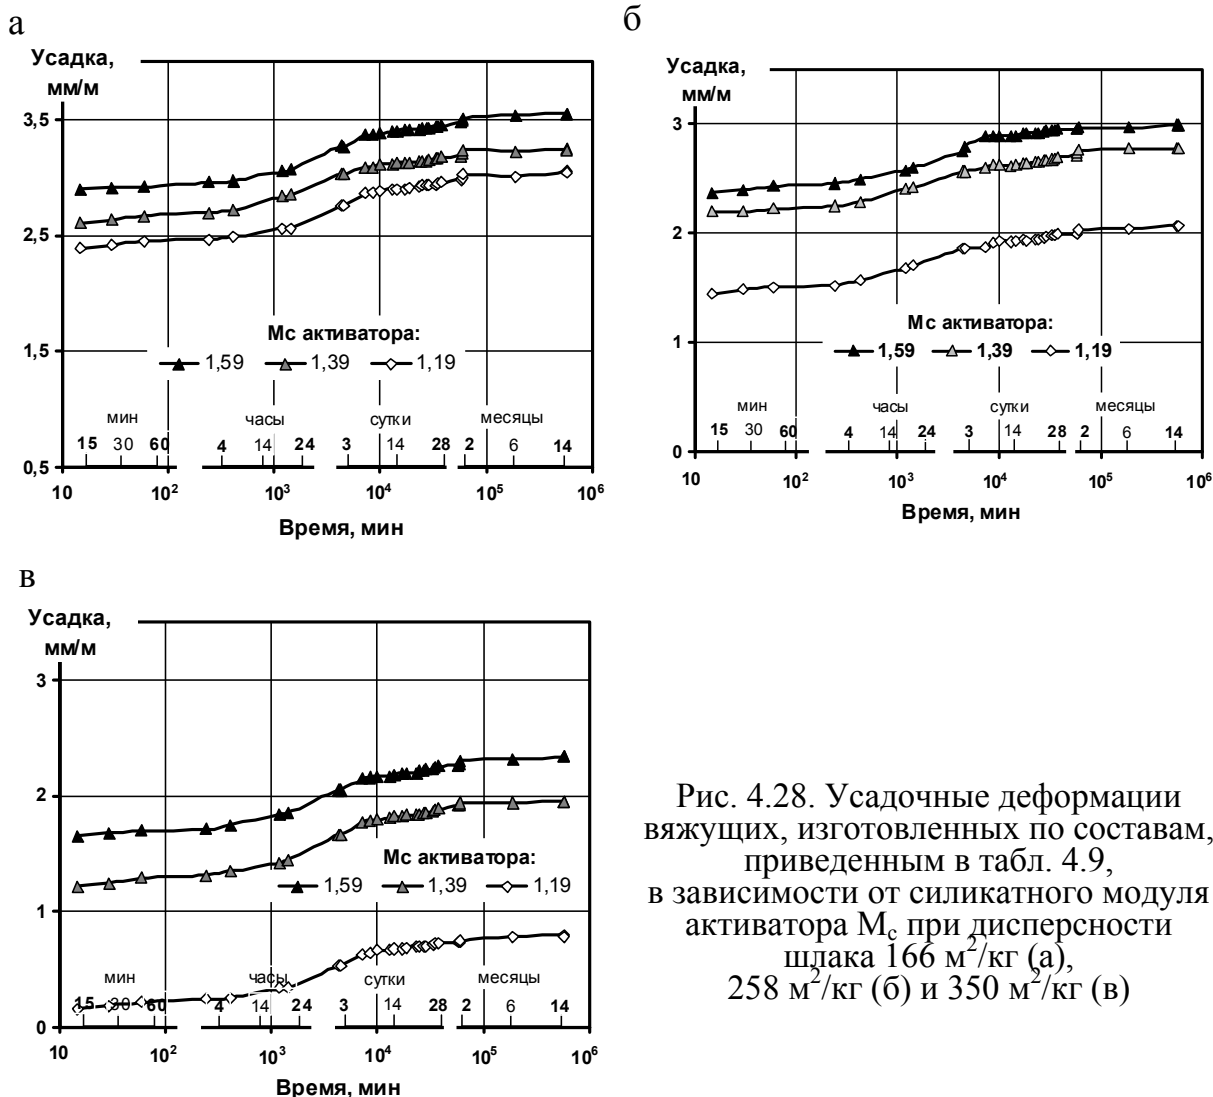 а
Усадка,
мм/м
3,5
2,5
1,5
0,5
Мс активатора:
1,59 1,39 1,19
мин часы сутки месяцы
15 30 60 4 14 24 3 14 28 2 6 14
10 10² 10³ 10⁴ 10⁵ 10⁶
Время, мин
б
Усадка,
мм/м
3
2
1
0
Мс активатора:
1,59 1,39 1,19
мин часы сутки месяцы
15 30 60 4 14 24 3 14 28 2 6 14
10 10² 10³ 10⁴ 10⁵ 10⁶
Время, мин
в
Усадка,
мм/м
3
2
1
0
Мс активатора:
1,59 1,39 1,19
мин часы сутки месяцы
15 30 60 4 14 24 3 14 28 2 6 14
10 10² 10³ 10⁴ 10⁵ 10⁶
Время, мин
Рис. 4.28. Усадочные деформации
вяжущих, изготовленных по составам,
приведенным в табл. 4.9,
в зависимости от силикатного модуля
активатора Мс при дисперсности
шлака 166 м²/кг (а),
258 м²/кг (б) и 350 м²/кг (в)